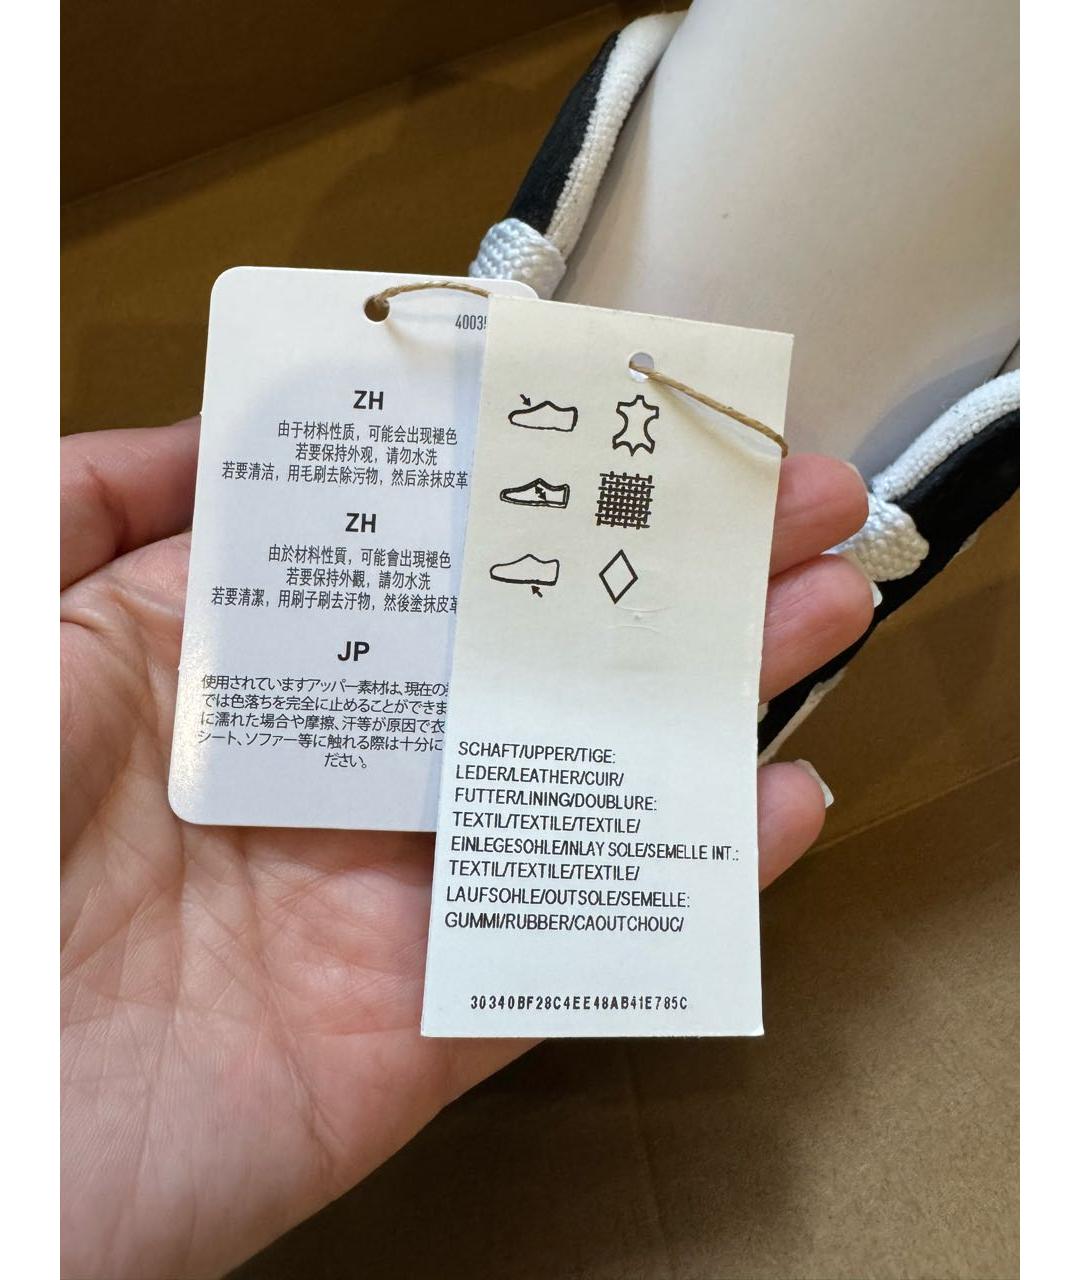 4003
ZH
由于材料性质，可能会出现褪色
若要保持外观，请勿水洗
若要清洁，用毛刷去除污物，然后涂抹皮革
ZH
由於材料性質，可能會出現褪色
若要保持外觀，請勿水洗
若要清潔，用刷子刷去汙物，然後塗抹皮革
JP
使用されていますアッパー素材は、現在の
では色落ちを完全に止めることができま
に濡れた場合や摩擦、汗等が原因で衣
シート、ソファー等に触れる際は十分に
ださい。
SCHAFT/UPPER/TIGE:
LEDER/LEATHER/CUIR/
FUTTER/LINING/DOUBLURE:
TEXTIL/TEXTILE/TEXTILE/
EINLEGESOHLE/INLAY SOLE/SEMELLE INT.:
TEXTIL/TEXTILE/TEXTILE/
LAUFSOHLE/OUTSOLE/SEMELLE:
GUMMI/RUBBER/CAOUTCHOUC/
30340BF28C4EE48AB41E785C